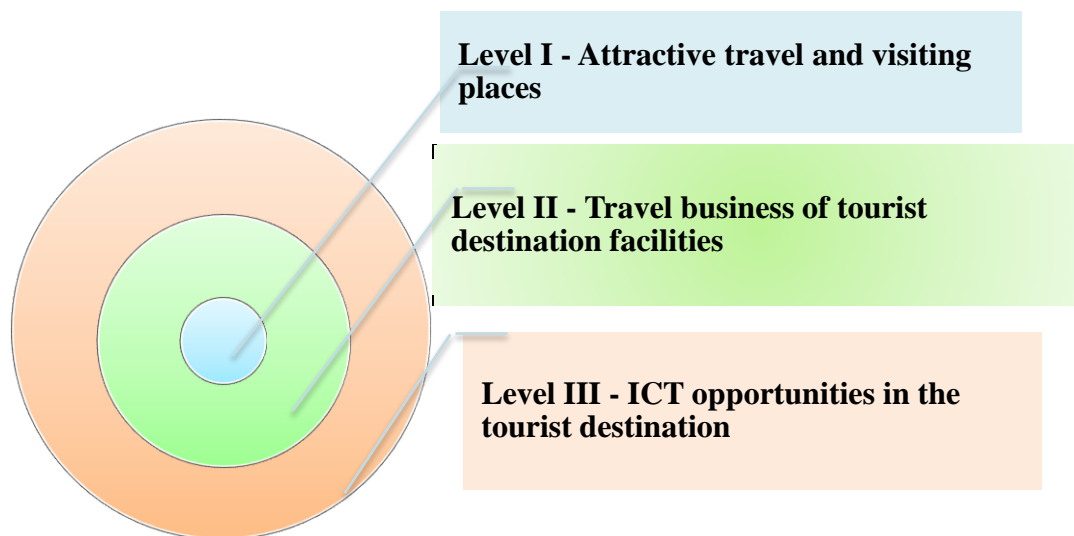 Level I - Attractive travel and visiting
places
Level II - Travel business of tourist
destination facilities
Level III - ICT opportunities in the
tourist destination